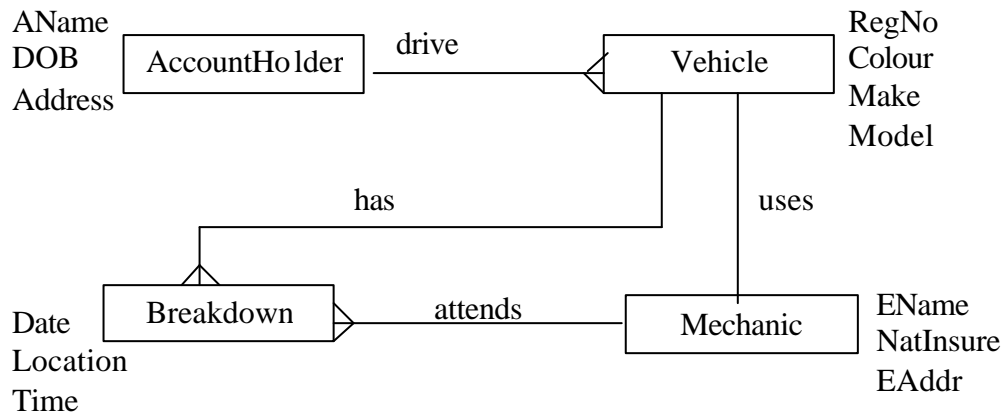 AName
DOB
Address
AccountHolder
drive
Vehicle
RegNo
Colour
Make
Model
has
uses
Date
Location
Time
Breakdown
attends
Mechanic
EName
NatInsure
EAddr